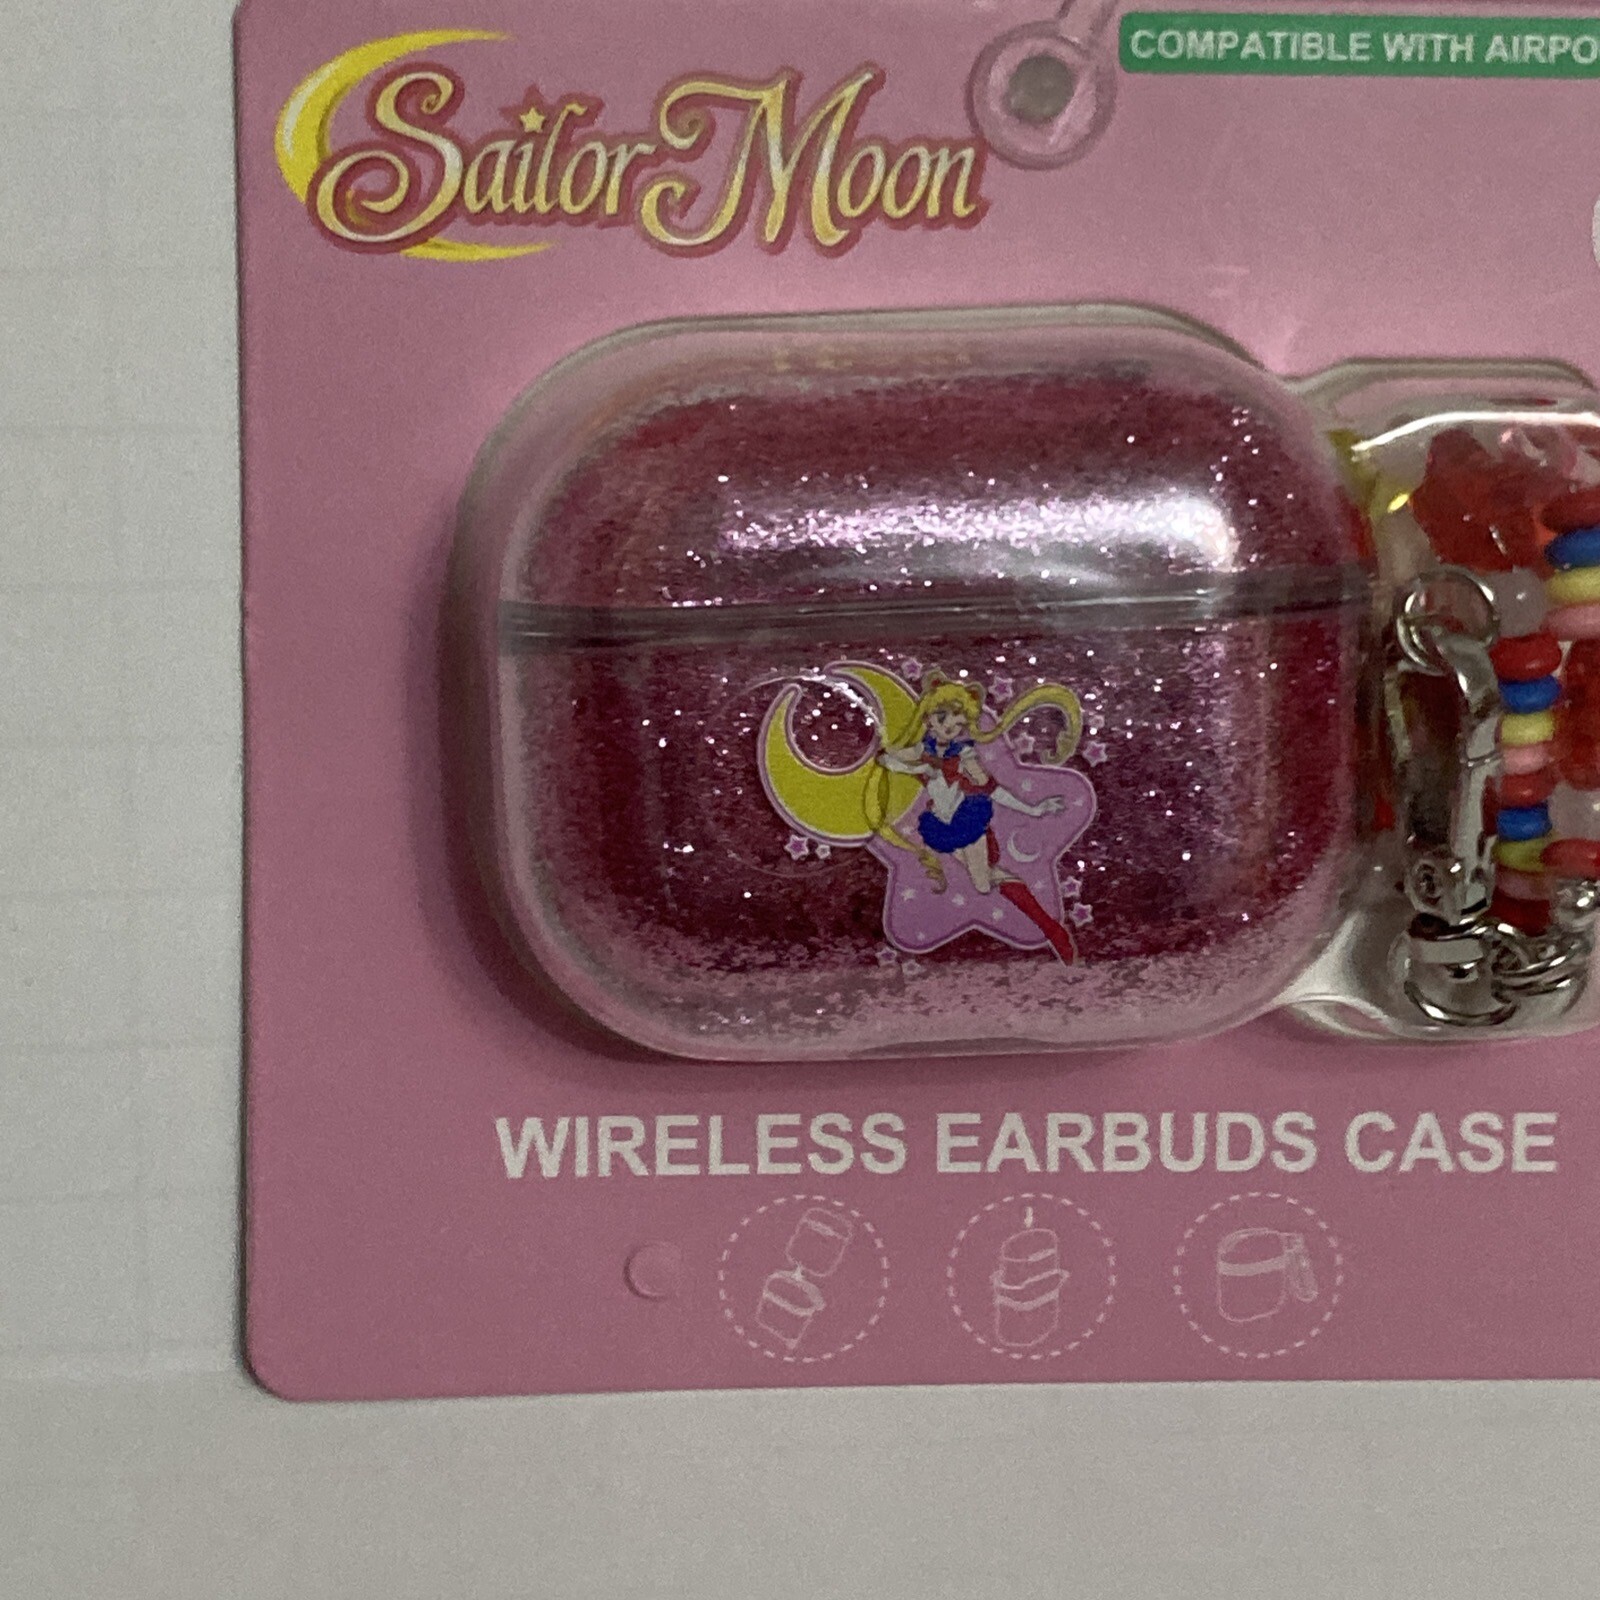 COMPATIBLE WITH AIRPO
Sailor Moon
WIRELESS EARBUDS CASE